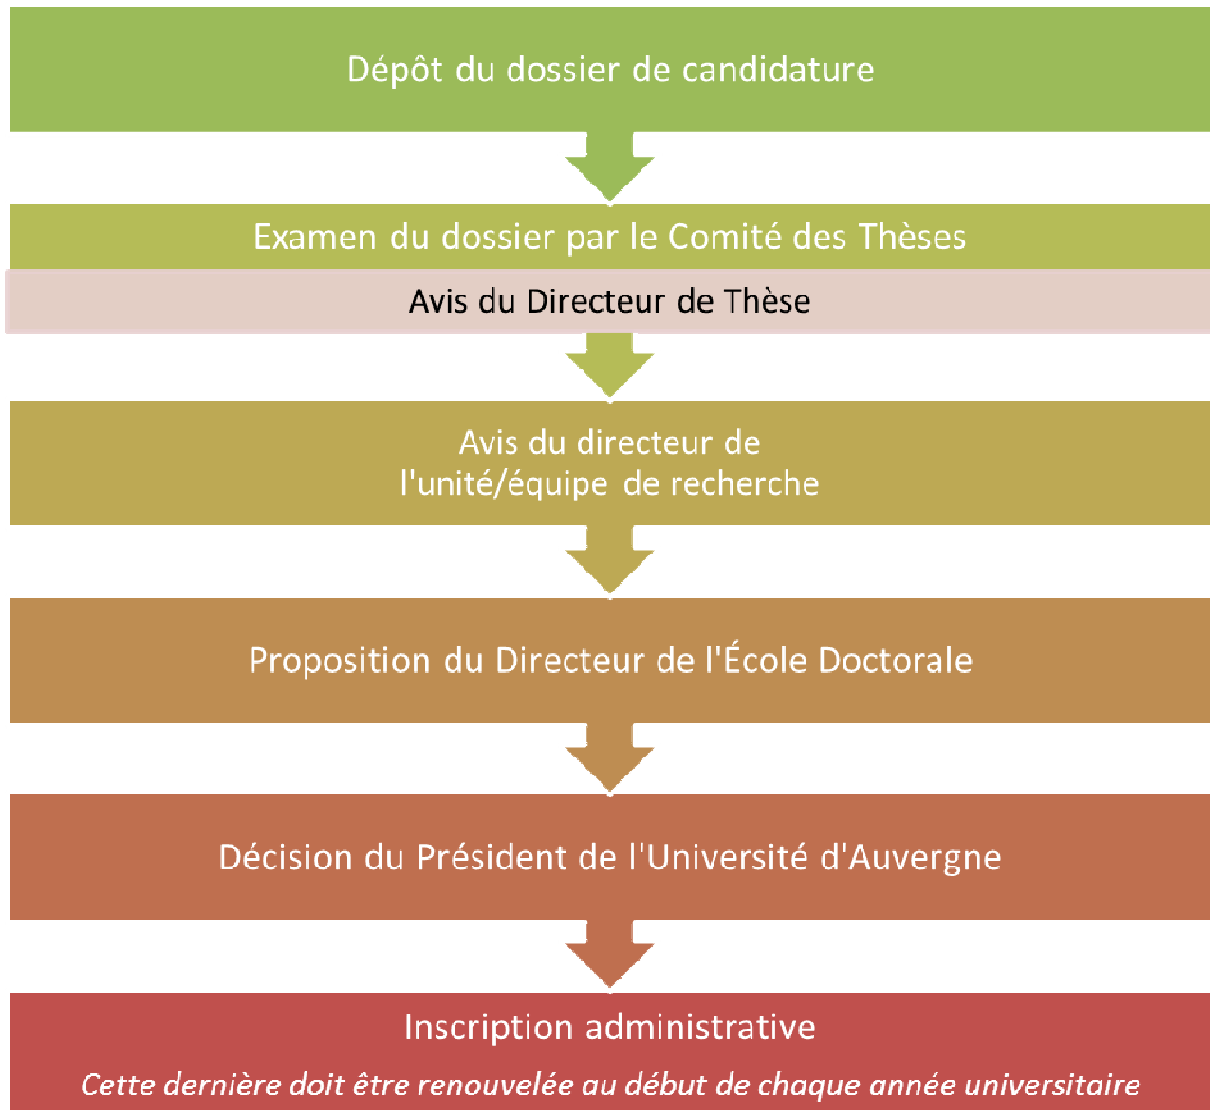 Dépôt du dossier de candidature
Examen du dossier par le Comité des Thèses
Avis du Directeur de Thèse
Avis du directeur de
l'unité/équipe de recherche
Proposition du Directeur de l'École Doctorale
Décision du Président de l'Université d'Auvergne
Inscription administrative
Cette dernière doit être renouvelée au début de chaque année universitaire